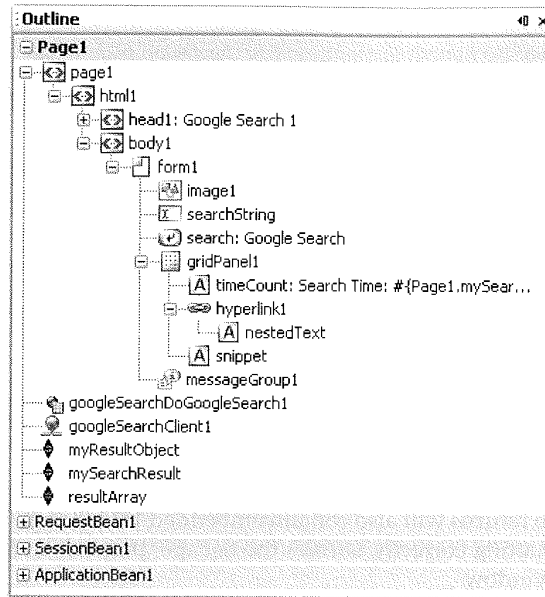 Outline
Page1
page1
html1
head1: Google Search 1
body1
form1
image1
searchString
search: Google Search
gridPanel1
timeCount: Search Time: #{Page1.mySear...
hyperlink1
nestedText
snippet
messageGroup1
googleSearchDoGoogleSearch1
googleSearchClient1
myResultObject
mySearchResult
resultArray
RequestBean1
SessionBean1
ApplicationBean1